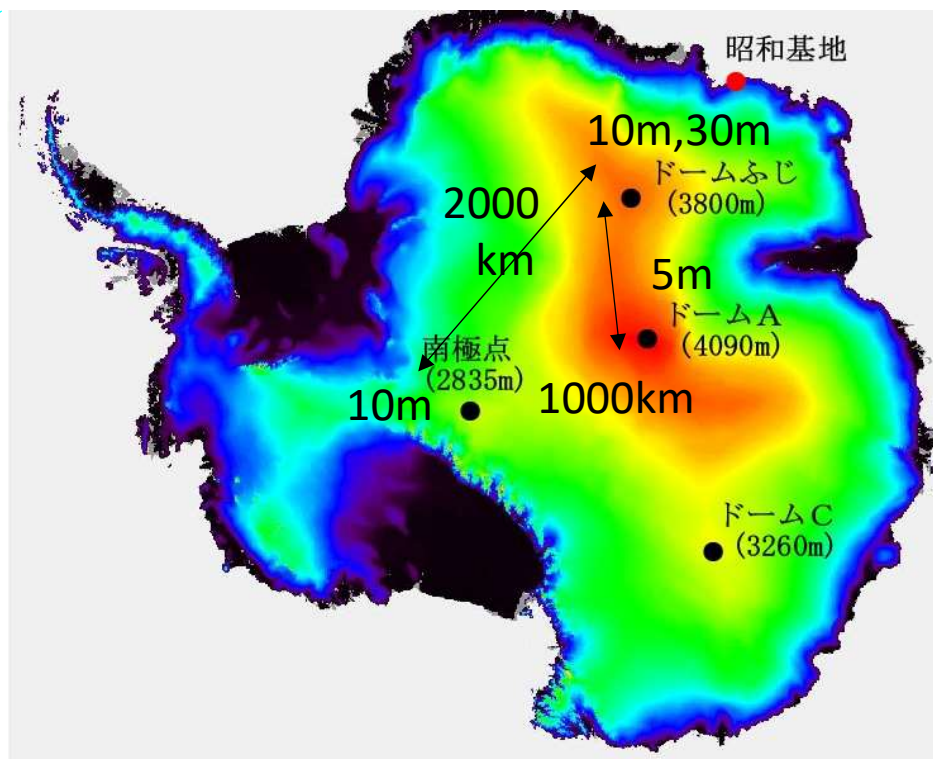 昭和基地
10m,30m
ドームふじ
(3800m)
2000
km
5m
ドームA
(4090m)
南極点
(2835m)
10m
1000km
ドームC
(3260m)